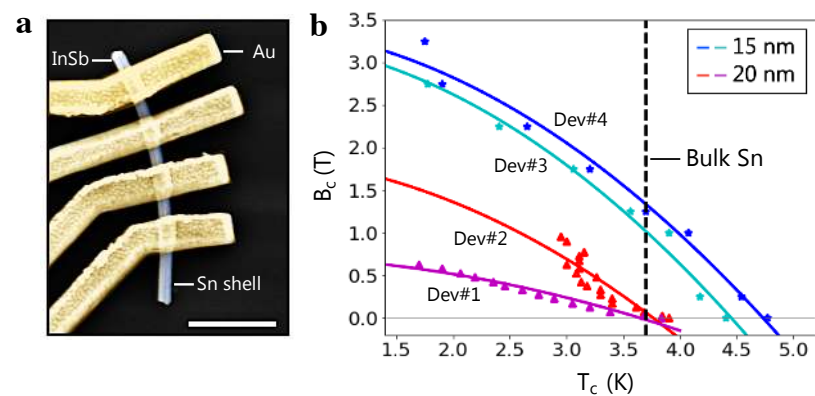 a
InSb
Au
Sn shell
b
B_c (T)
3.5
3.0
2.5
2.0
1.5
1.0
0.5
0.0
15 nm
20 nm
Dev#4
Dev#3
Bulk Sn
Dev#2
Dev#1
1.5 2.0 2.5 3.0 3.5 4.0 4.5 5.0
T_c (K)